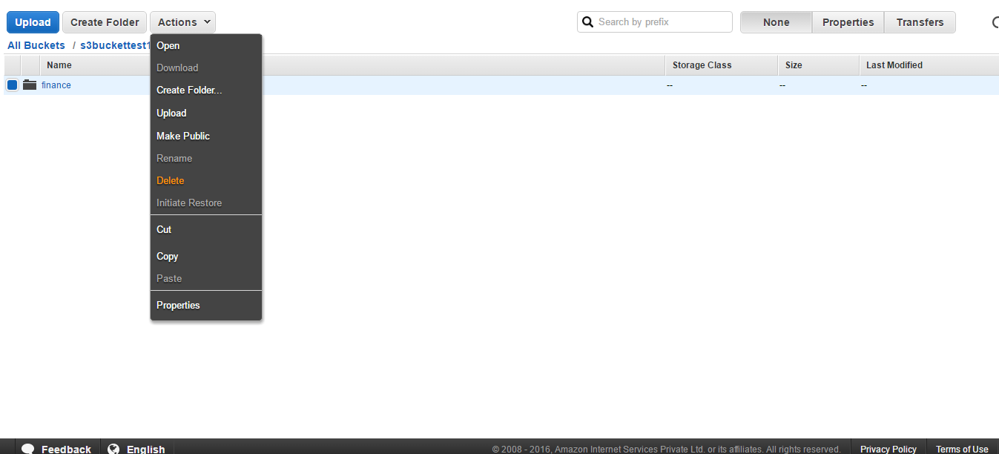 Upload Create Folder Actions Search by prefix None Properties Transfers
All Buckets / s3buckettest1
Name Storage Class Size Last Modified
finance -- -- --
Open
Download
Create Folder...
Upload
Make Public
Rename
Delete
Initiate Restore
Cut
Copy
Paste
Properties
Feedback English © 2008 - 2016, Amazon Internet Services Private Ltd. or its affiliates. All rights reserved. Privacy Policy Terms of Use